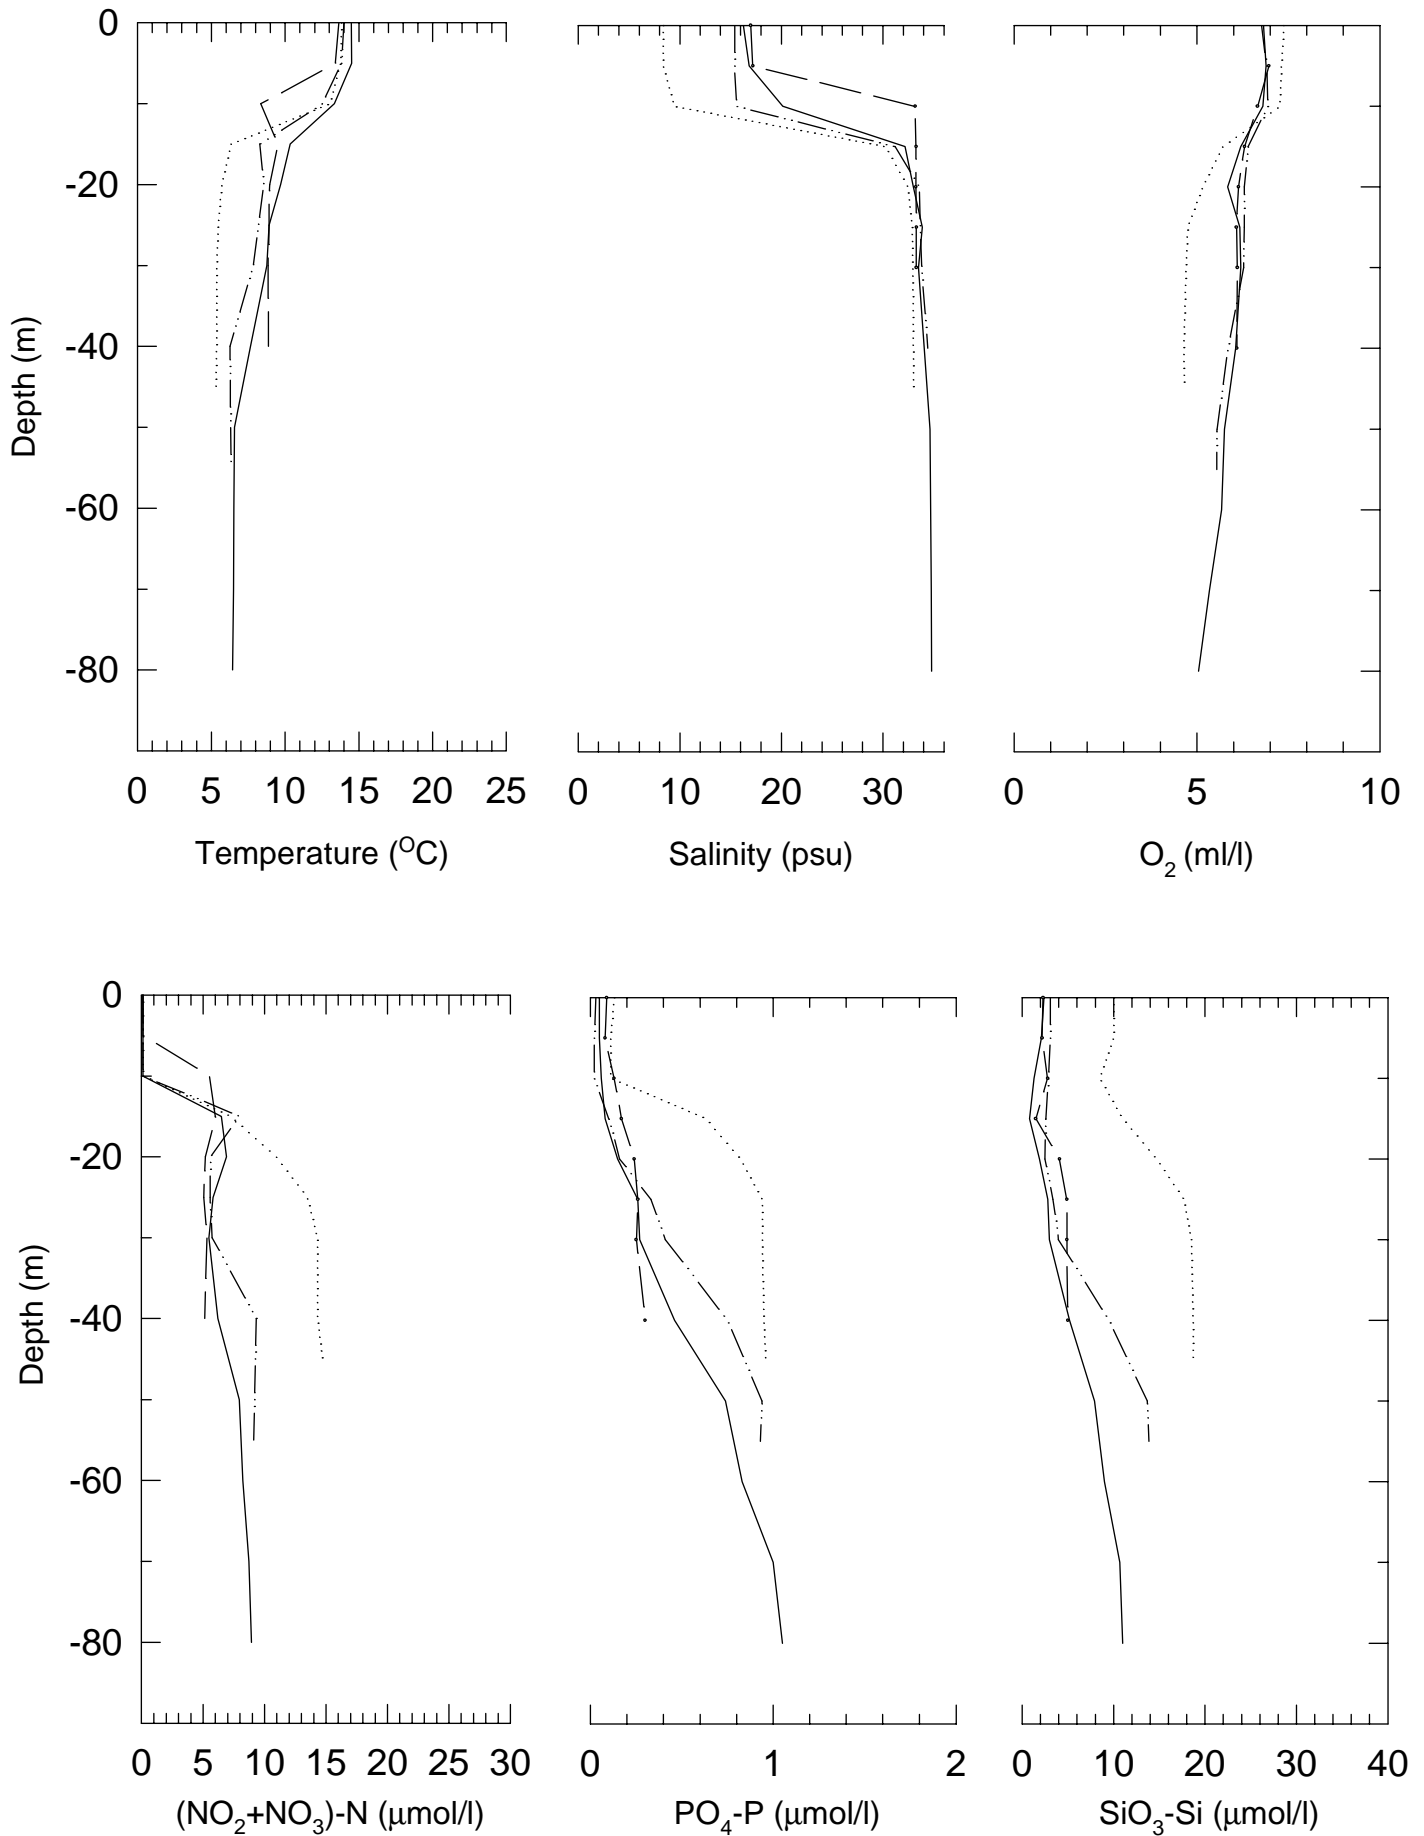 0
-20
-40
-60
-80
Depth (m)
0 5 10 15 20 25
0 10 20 30
0 5 10
Temperature (OC)
Salinity (psu)
O2 (ml/l)
0
-20
-40
-60
-80
Depth (m)
0 5 10 15 20 25 30
0 1 2
0 10 20 30 40
(NO2+NO3)-N (μmol/l)
PO4-P (μmol/l)
SiO3-Si (μmol/l)